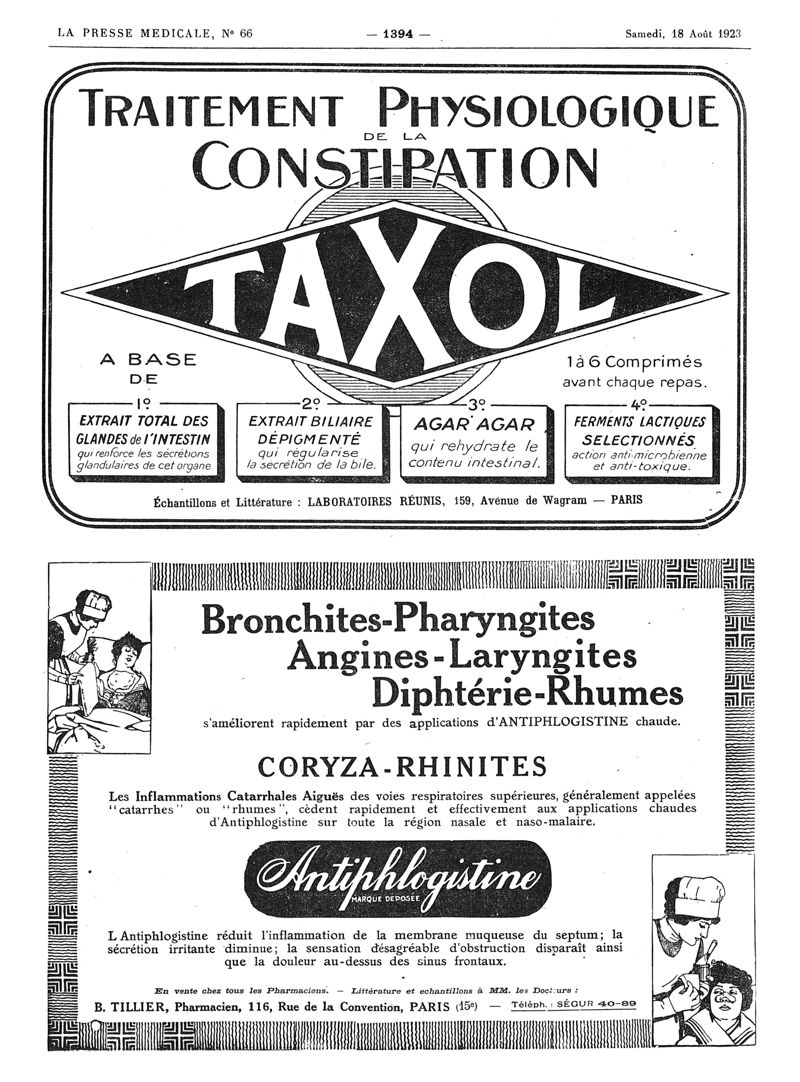 LA PRESSE MEDICALE, Nº 66 — 1394 — Samedi, 18 Août 1923
TRAITEMENT PHYSIOLOGIQUE
DE LA
CONSTIPATION
TAXOL
A BASE
DE
1 à 6 Comprimés
avant chaque repas.
1º
EXTRAIT TOTAL DES
GLANDES de l'INTESTIN
qui renforce les sécrétions
glandulaires de cet organe
2º
EXTRAIT BILIAIRE
DÉPIGMENTÉ
qui régularise
la sécrétion de la bile.
3º
AGAR AGAR
qui rehydrate le
contenu intestinal.
4º
FERMENTS LACTIQUES
SELECTIONNÉS
action anti-microbienne
et anti-toxique.
Échantillons et Littérature : LABORATOIRES RÉUNIS, 159, Avenue de Wagram — PARIS
Bronchites-Pharyngites
Angines-Laryngites
Diphtérie-Rhumes
s'améliorent rapidement par des applications d'ANTIPHLOGISTINE chaude.
CORYZA-RHINITES
Les Inflammations Catarrhales Aiguës des voies respiratoires supérieures, généralement appelées
"catarrhes" ou "rhumes", cèdent rapidement et effectivement aux applications chaudes
d'Antiphlogistine sur toute la région nasale et naso-malaire.
Antiphlogistine
MARQUE DEPOSÉE
L'Antiphlogistine réduit l'inflammation de la membrane muqueuse du septum; la
sécrétion irritante diminue; la sensation désagréable d'obstruction disparaît ainsi
que la douleur au-dessus des sinus frontaux.
En vente chez tous les Pharmaciens. — Littérature et echantillons à MM. les Docteurs :
B. TILLIER, Pharmacien, 116, Rue de la Convention, PARIS (15e) — Téléph. : SÉGUR 40-89